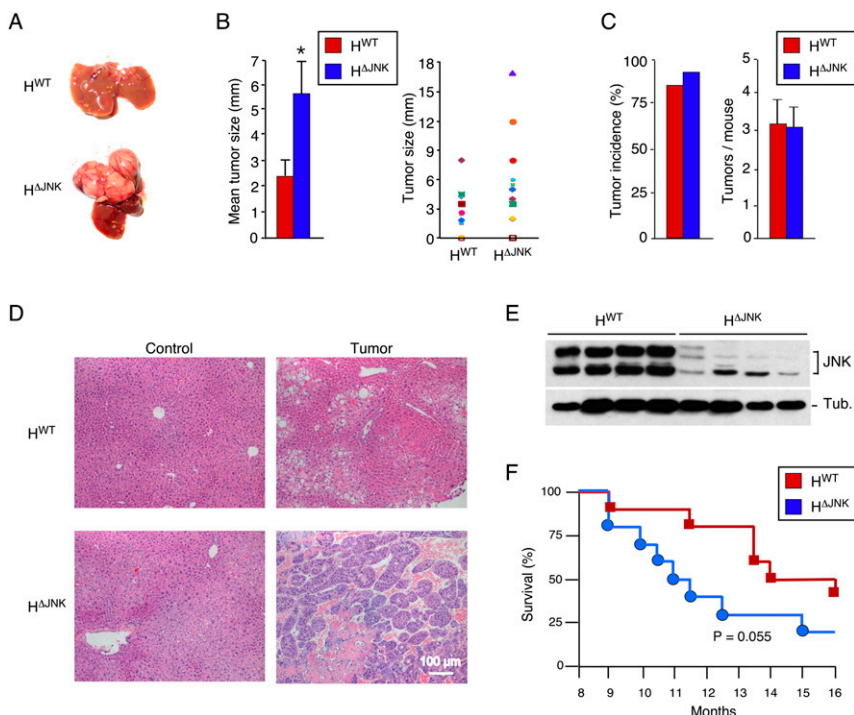 A
H^WT
H^ΔJNK
B
H^WT
H^ΔJNK
Mean tumor size (mm)
7
6
5
4
3
2
1
0
*
Tumor size (mm)
18
15
12
9
6
3
0
H^WT
H^ΔJNK
C
H^WT
H^ΔJNK
Tumor incidence (%)
100
75
50
25
0
Tumors / mouse
5
4
3
2
1
0
D
Control
Tumor
H^WT
H^ΔJNK
100 µm
E
H^WT
H^ΔJNK
JNK
Tub.
F
H^WT
H^ΔJNK
Survival (%)
100
75
50
25
P = 0.055
8 9 10 11 12 13 14 15 16
Months